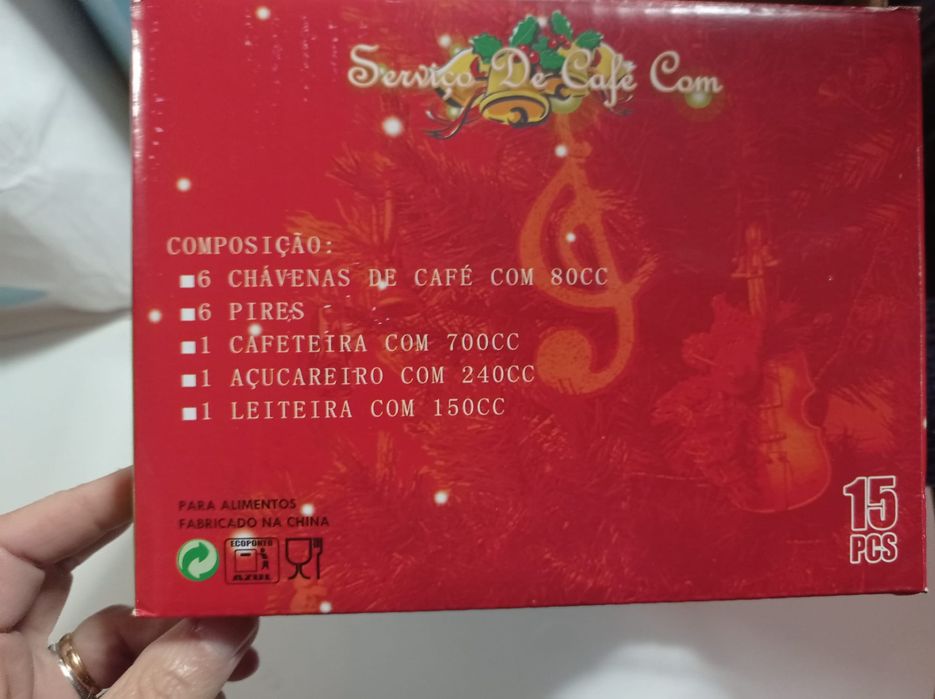 Serviço De Café Com
COMPOSIÇÃO:
■6 CHÁVENAS DE CAFÉ COM 80CC
■6 PIRES
■1 CAFETEIRA COM 700CC
■1 AÇUCAREIRO COM 240CC
■1 LEITEIRA COM 150CC
PARA ALIMENTOS
FABRICADO NA CHINA
ECOPONTO
AZUL
15
PCS